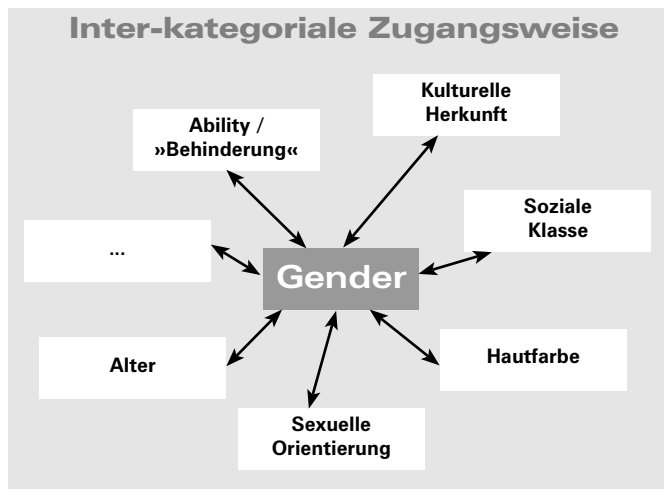 Inter-kategoriale Zugangsweise
Kulturelle
Herkunft
Ability /
»Behinderung«
Soziale
Klasse
...
Gender
Alter
Hautfarbe
Sexuelle
Orientierung